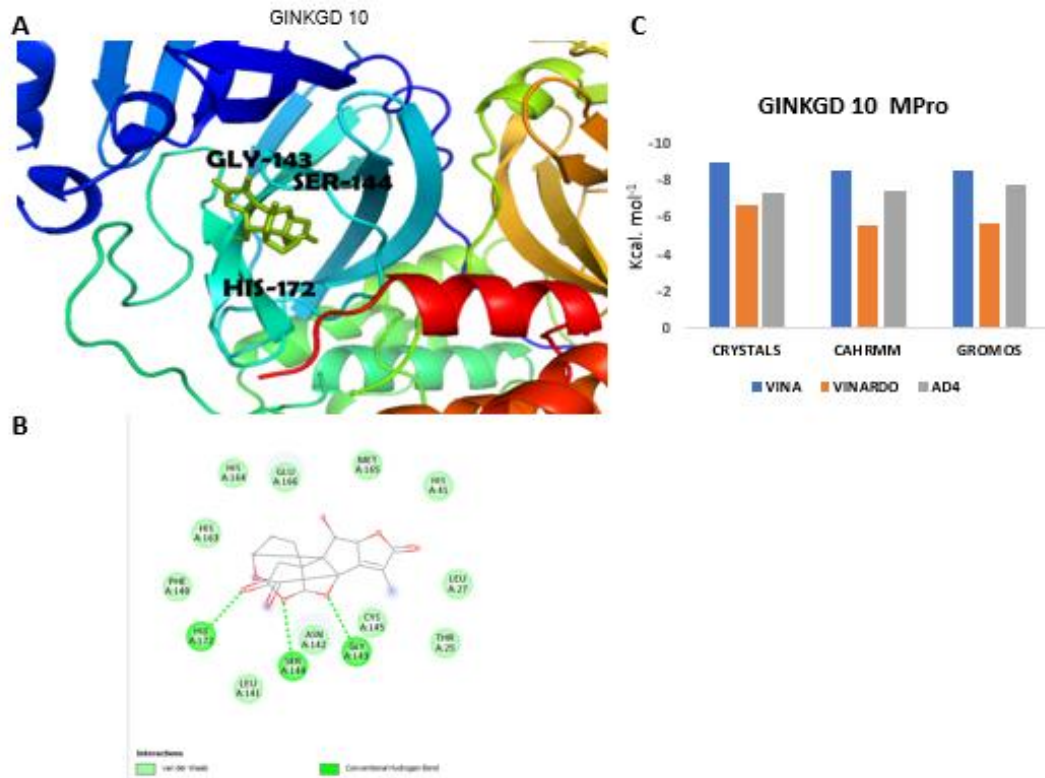 A
GINKGD 10
GLY-143
SER-144
HIS-172
B
HIS
A:164
GLU
A:166
MET
A:165
HIS
A:41
HIS
A:163
PHE
A:140
LEU
A:27
HIS
A:172
ASN
A:142
CYS
A:145
GLY
A:143
THR
A:25
SER
A:144
LEU
A:141
Interactions
van der Waals
Conventional Hydrogen Bond
C
GINKGD 10 MPro
Kcal. mol-1
-10
-8
-6
-4
-2
0
CRYSTALS
CAHRMM
GROMOS
VINA
VINARDO
AD4